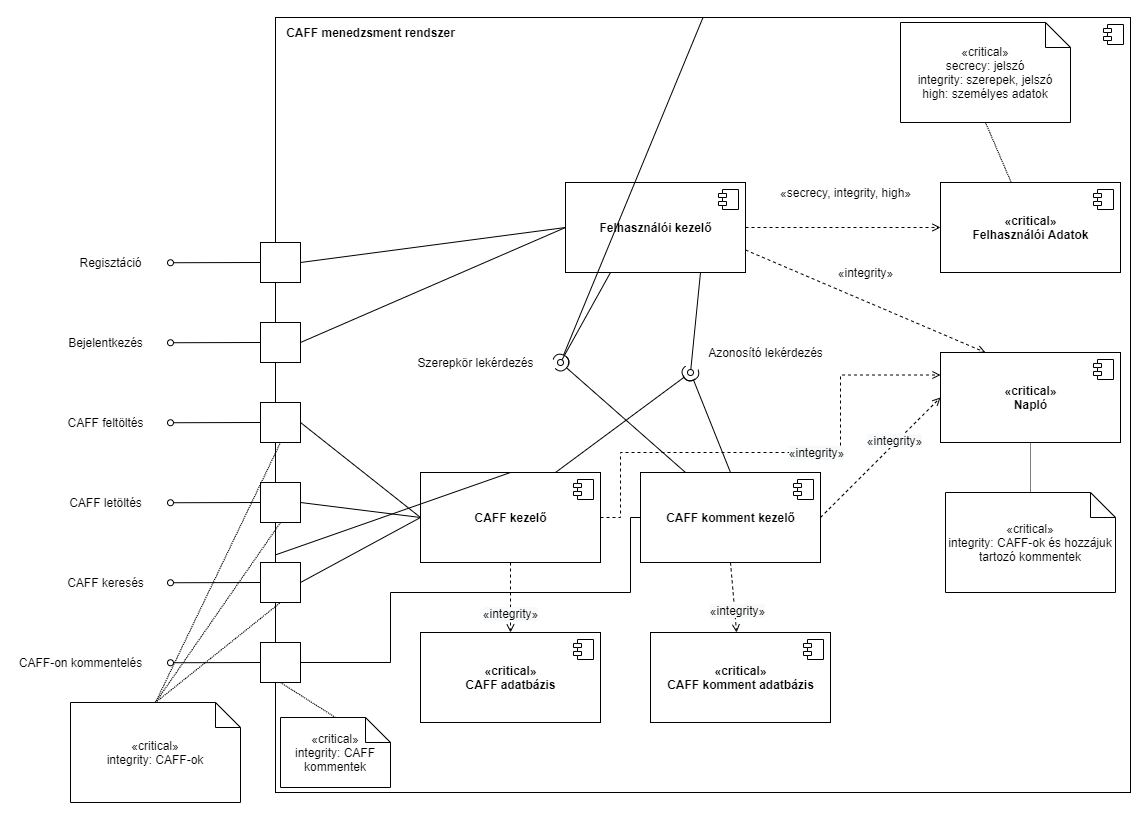 CAFF menedzsment rendszer
«critical»
secrecy: jelszó
integrity: szerepek, jelszó
high: személyes adatok
«secrecy, integrity, high»
Felhasználói kezelő
«critical»
Felhasználói Adatok
Regisztáció
«integrity»
Bejelentkezés
Szerepkör lekérdezés
Azonosító lekérdezés
«critical»
Napló
CAFF feltöltés
«integrity»
«integrity»
CAFF letöltés
CAFF kezelő
CAFF komment kezelő
«critical»
integrity: CAFF-ok és hozzájuk
tartozó kommentek
CAFF keresés
«integrity»
«integrity»
CAFF-on kommentelés
«critical»
CAFF adatbázis
«critical»
CAFF komment adatbázis
«critical»
integrity: CAFF-ok
«critical»
integrity: CAFF
kommentek